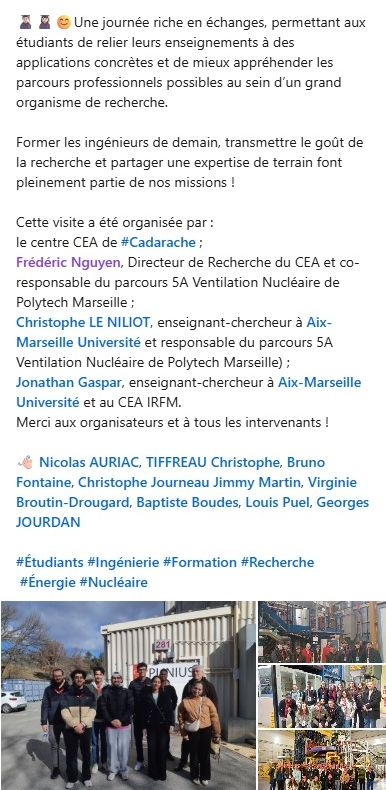 Une journée riche en échanges, permettant aux
étudiants de relier leurs enseignements à des
applications concrètes et de mieux appréhender les
parcours professionnels possibles au sein d'un grand
organisme de recherche.
Former les ingénieurs de demain, transmettre le goût de
la recherche et partager une expertise de terrain font
pleinement partie de nos missions !
Cette visite a été organisée par :
le centre CEA de #Cadarache ;
Frédéric Nguyen, Directeur de Recherche du CEA et co-
responsable du parcours 5A Ventilation Nucléaire de
Polytech Marseille ;
Christophe LE NILIOT, enseignant-chercheur à Aix-
Marseille Université et responsable du parcours 5A
Ventilation Nucléaire de Polytech Marseille) ;
Jonathan Gaspar, enseignant-chercheur à Aix-Marseille
Université et au CEA IRFM.
Merci aux organisateurs et à tous les intervenants !
Nicolas AURIAC, TIFFREAU Christophe, Bruno
Fontaine, Christophe Journeau Jimmy Martin, Virginie
Broutin-Drougard, Baptiste Boudes, Louis Puel, Georges
JOURDAN
#Étudiants #Ingénierie #Formation #Recherche
#Énergie #Nucléaire
281
PLINIUS